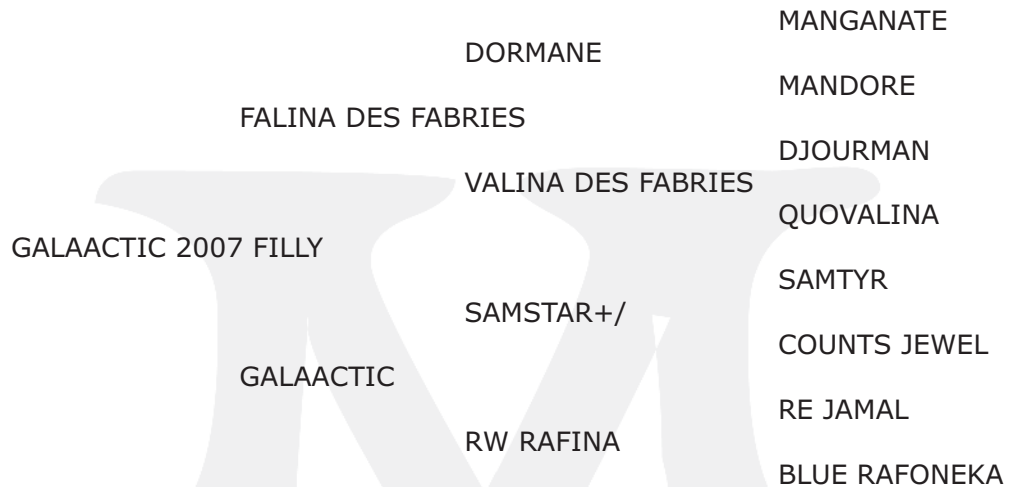 MANGANATE
DORMANE
MANDORE
FALINA DES FABRIES
DJOURMAN
VALINA DES FABRIES
QUOVALINA
GALAACTIC 2007 FILLY
SAMTYR
SAMSTAR+/
COUNTS JEWEL
GALAACTIC
RE JAMAL
RW RAFINA
BLUE RAFONEKA